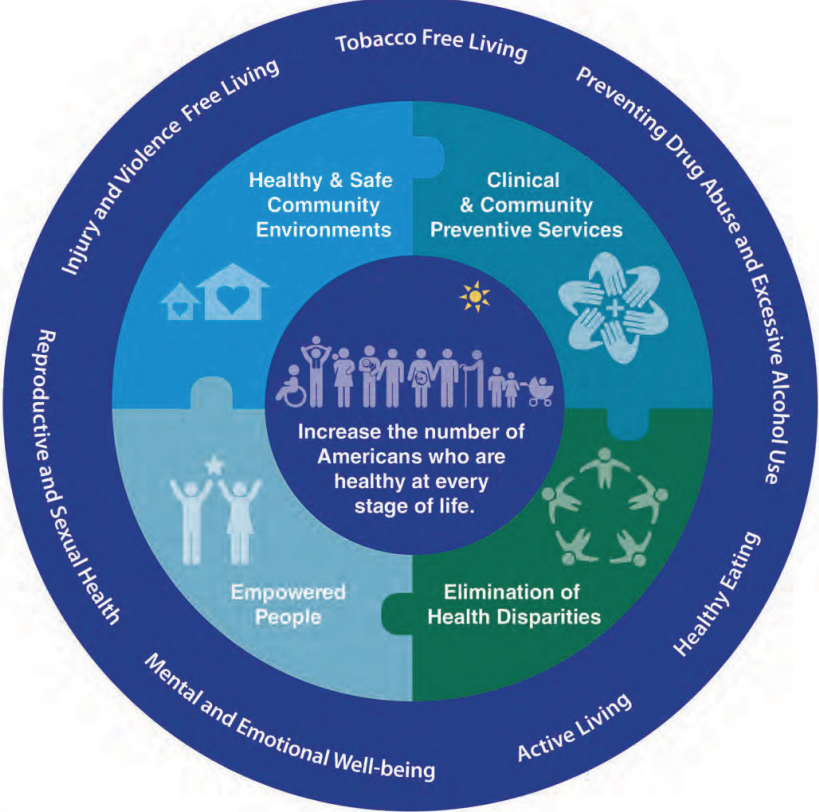 Tobacco Free Living
Preventing Drug Abuse and Excessive Alcohol Use
Healthy Eating
Active Living
Mental and Emotional Well-being
Reproductive and Sexual Health
Injury and Violence Free Living
Healthy & Safe
Community
Environments
Clinical
& Community
Preventive Services
Increase the number of
Americans who are
healthy at every
stage of life.
Empowered
People
Elimination of
Health Disparities